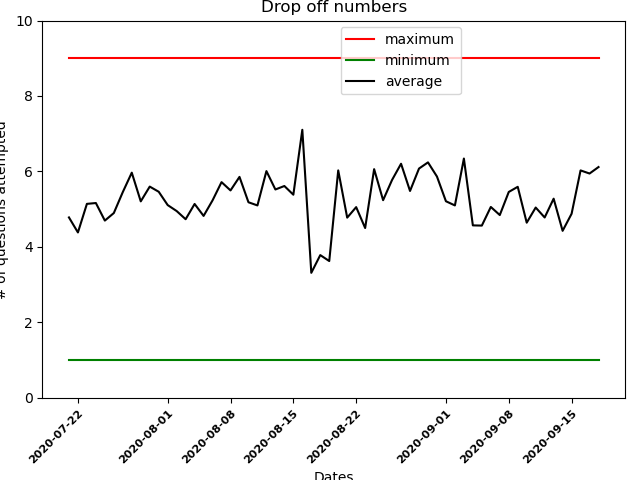 Drop off numbers
maximum
minimum
average
# of questions attempted
10
8
6
4
2
0
2020-07-22
2020-08-01
2020-08-08
2020-08-15
2020-08-22
2020-09-01
2020-09-08
2020-09-15
Dates